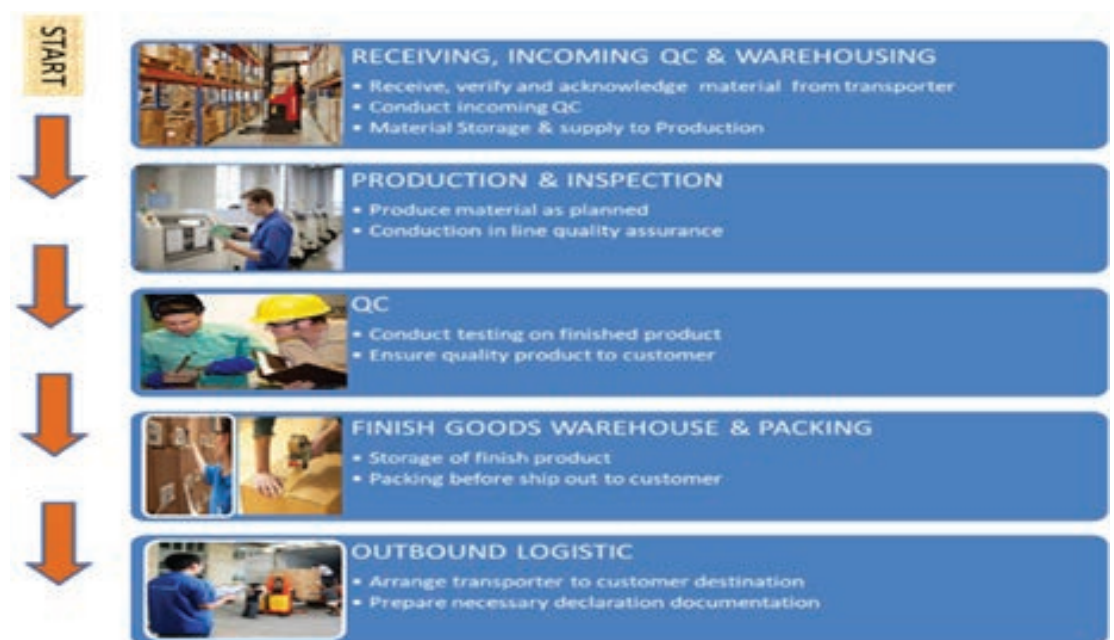 START
RECEIVING, INCOMING QC & WAREHOUSING
• Receive, verify and acknowledge material from transporter
• Conduct incoming QC
• Material Storage & supply to Production
PRODUCTION & INSPECTION
• Produce material as planned
• Conduction in line quality assurance
QC
• Conduct testing on finished product
• Ensure quality product to customer
FINISH GOODS WAREHOUSE & PACKING
• Storage of finish product
• Packing before ship out to customer
OUTBOUND LOGISTIC
• Arrange transporter to customer destination
• Prepare necessary declaration documentation